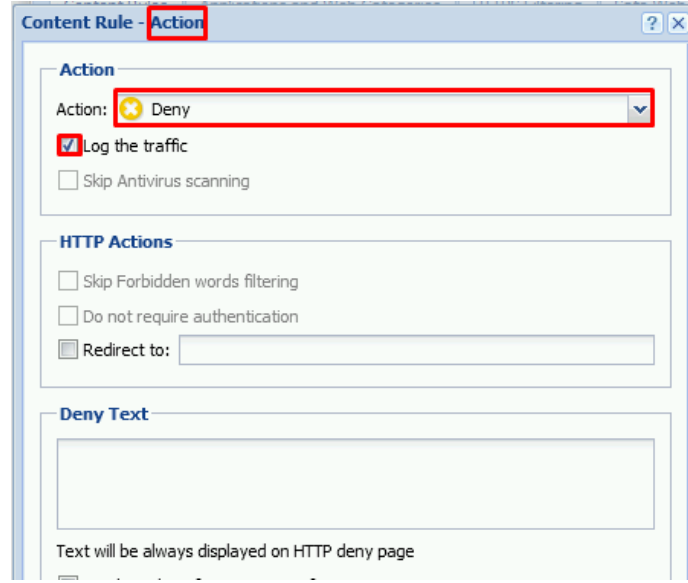 Content Rule - Action
Action
Action: Deny
Log the traffic
Skip Antivirus scanning
HTTP Actions
Skip Forbidden words filtering
Do not require authentication
Redirect to:
Deny Text
Text will be always displayed on HTTP deny page